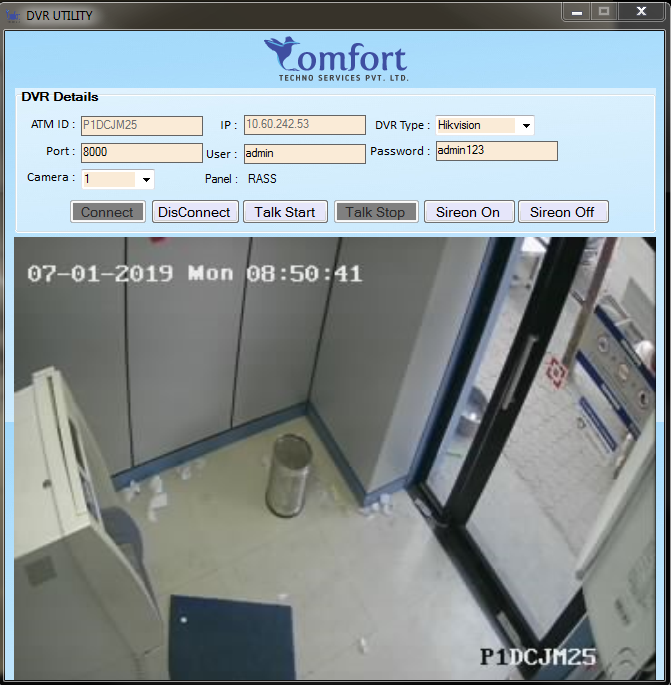 DVR UTILITY
Comfort
TECHNO SERVICES PVT. LTD.
DVR Details
ATM ID : P1DCJM25 IP : 10.60.242.53 DVR Type : Hikvision
Port : 8000 User : admin Password : admin123
Camera : 1 Panel : RASS
Connect DisConnect Talk Start Talk Stop Sireon On Sireon Off
07-01-2019 Mon 08:50:41
P1DCJM25